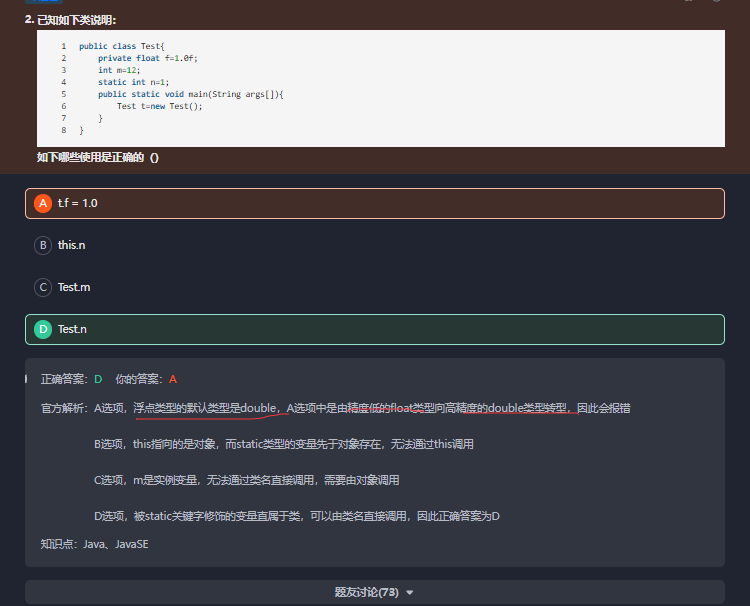 2. 已知如下类说明：
1 public class Test{
2 private float f=1.0f;
3 int m=12;
4 static int n=1;
5 public static void main(String args[]){
6 Test t=new Test();
7 }
8 }
如下哪些使用是正确的（）
A t.f = 1.0
B this.n
C Test.m
D Test.n
正确答案：D 你的答案：A
官方解析：A选项，浮点类型的默认类型是double，A选项中是由精度低的float类型向高精度的double类型转型，因此会报错
B选项，this指向的是对象，而static类型的变量先于对象存在，无法通过this调用
C选项，m是实例变量，无法通过类名直接调用，需要由对象调用
D选项，被static关键字修饰的变量直属于类，可以由类名直接调用，因此正确答案为D
知识点：Java、JavaSE
题友讨论(73)